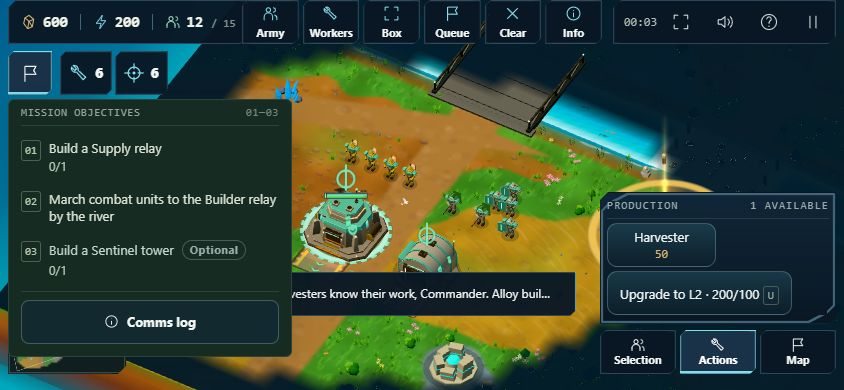 600
200
12 / 15
Army
Workers
Box
Queue
Clear
Info
00:03
6
6
MISSION OBJECTIVES
01—03
01 Build a Supply relay
0/1
02 March combat units to the Builder relay
by the river
03 Build a Sentinel tower Optional
0/1
Comms log
vesters know their work, Commander. Alloy buil...
PRODUCTION
1 AVAILABLE
Harvester
50
Upgrade to L2 · 200/100 U
Selection
Actions
Map